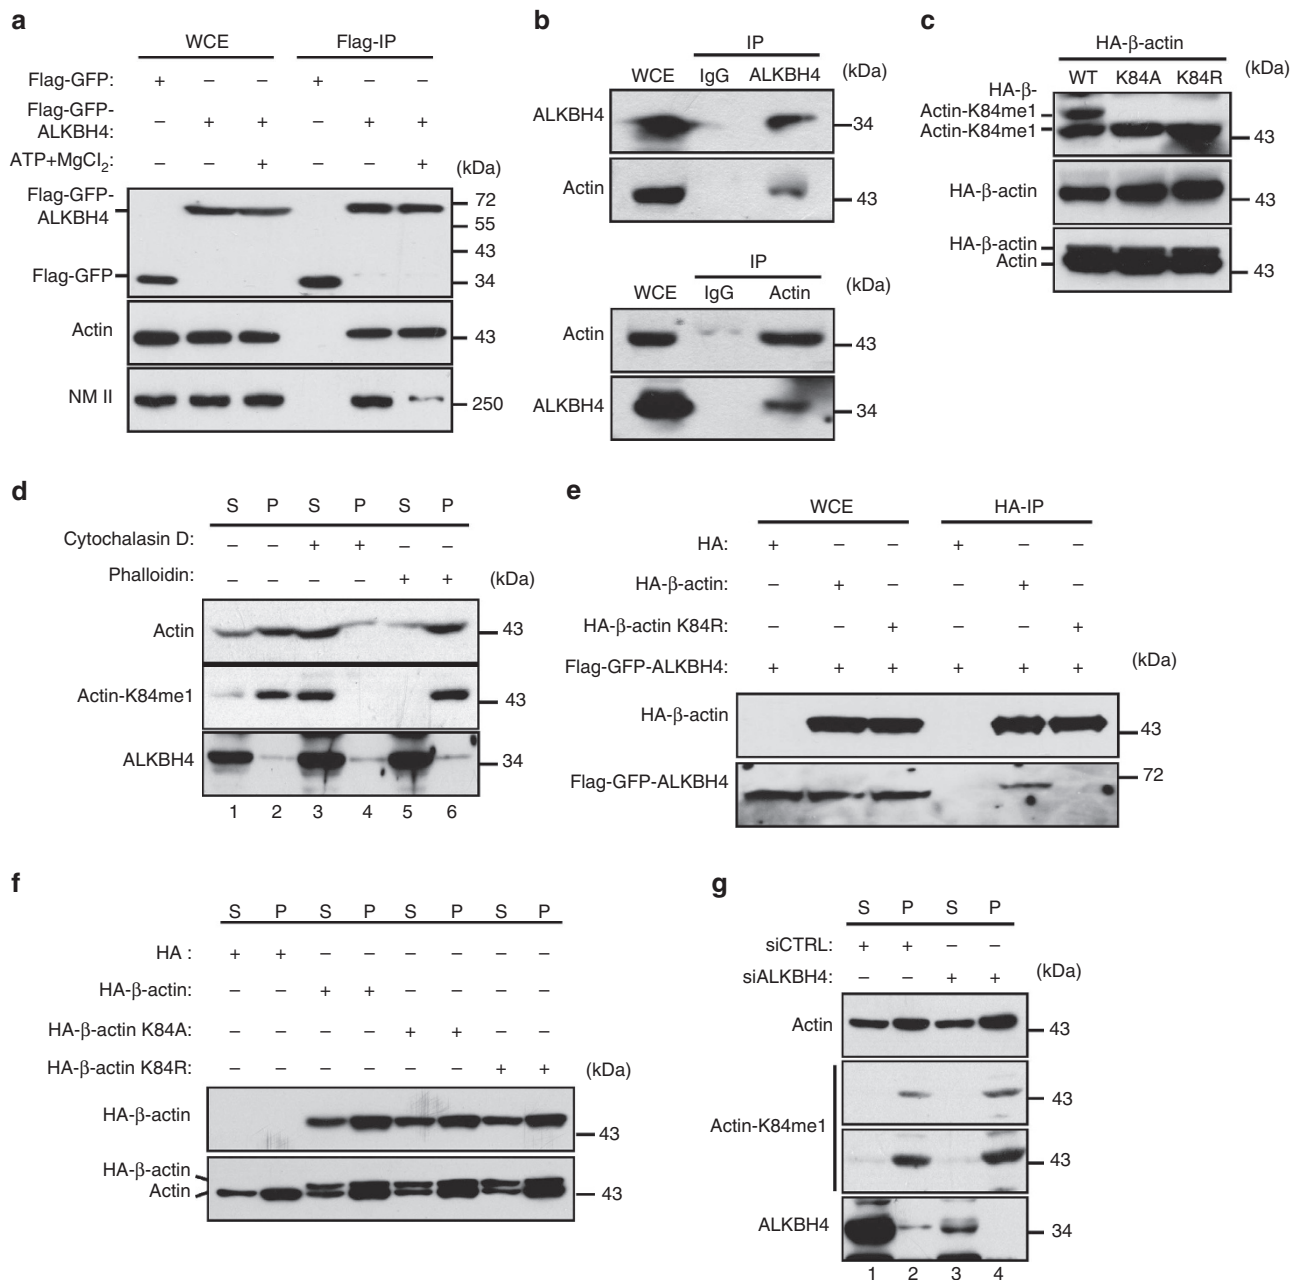 a
WCE Flag-IP
Flag-GFP: + – – + – –
Flag-GFP-
ALKBH4: – + + – + +
ATP+MgCl2: – – + – – +
(kDa)
Flag-GFP-
ALKBH4
72
55
43
Flag-GFP 34
Actin 43
NM II 250
b
IP
WCE IgG ALKBH4 (kDa)
ALKBH4 34
Actin 43
IP
WCE IgG Actin (kDa)
Actin 43
ALKBH4 34
c
HA-β-actin
WT K84A K84R (kDa)
HA-β-
Actin-K84me1
Actin-K84me1 43
HA-β-actin 43
HA-β-actin
Actin 43
d
S P S P S P
Cytochalasin D: – – + + – –
Phalloidin: – – – – + + (kDa)
Actin 43
Actin-K84me1 43
ALKBH4 34
1 2 3 4 5 6
e
WCE HA-IP
HA: + – – + – –
HA-β-actin: – + – – + –
HA-β-actin K84R: – – + – – +
Flag-GFP-ALKBH4: + + + + + + (kDa)
HA-β-actin 43
Flag-GFP-ALKBH4 72
f
S P S P S P S P
HA : + + – – – – – –
HA-β-actin: – – + + – – – –
HA-β-actin K84A: – – – – + + – –
HA-β-actin K84R: – – – – – – + + (kDa)
HA-β-actin 43
HA-β-actin
Actin 43
g
S P S P
siCTRL: + + – –
siALKBH4: – – + + (kDa)
Actin 43
43
Actin-K84me1
43
ALKBH4 34
1 2 3 4